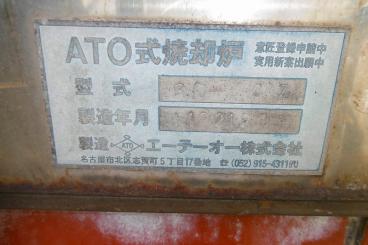 ATO式焼却炉 意匠登録申請中
実用新案出願中
型式
製造年月
製造 ATO エーテーオー株式会社
名古屋市北区志賀町5丁目17番地 ☎(052)915-4311(代)